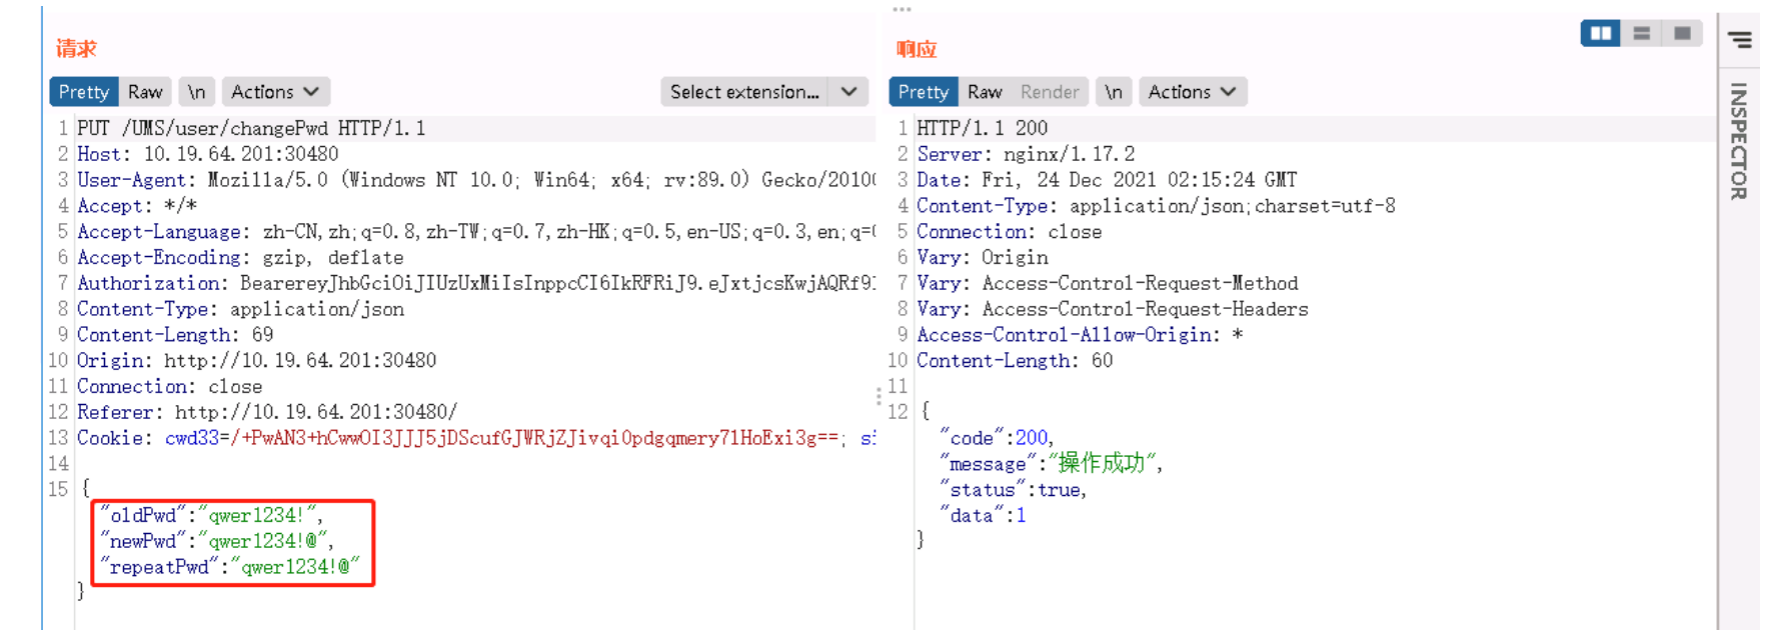 请求
Pretty Raw \n Actions
Select extension...
1 PUT /UMS/user/changePwd HTTP/1.1
2 Host: 10.19.64.201:30480
3 User-Agent: Mozilla/5.0 (Windows NT 10.0; Win64; x64; rv:89.0) Gecko/2010
4 Accept: */*
5 Accept-Language: zh-CN,zh;q=0.8,zh-TW;q=0.7,zh-HK;q=0.5,en-US;q=0.3,en;q=
6 Accept-Encoding: gzip, deflate
7 Authorization: BearereyJhbGciOiJIUzUxMiIsInppcCI6IkRFRiJ9.eJxtjcsKwjAQRf9
8 Content-Type: application/json
9 Content-Length: 69
10 Origin: http://10.19.64.201:30480
11 Connection: close
12 Referer: http://10.19.64.201:30480/
13 Cookie: cwd33=/+PwAN3+hCwwOI3JJJ5jDScufGJWRjZJivqi0pdgqmery71HoExi3g==; s
14
15 {
"oldPwd":"qwer1234!",
"newPwd":"qwer1234!@",
"repeatPwd":"qwer1234!@"
}
响应
Pretty Raw Render \n Actions
1 HTTP/1.1 200
2 Server: nginx/1.17.2
3 Date: Fri, 24 Dec 2021 02:15:24 GMT
4 Content-Type: application/json;charset=utf-8
5 Connection: close
6 Vary: Origin
7 Vary: Access-Control-Request-Method
8 Vary: Access-Control-Request-Headers
9 Access-Control-Allow-Origin: *
10 Content-Length: 60
11
12 {
"code":200,
"message":"操作成功",
"status":true,
"data":1
}
INSPECTOR